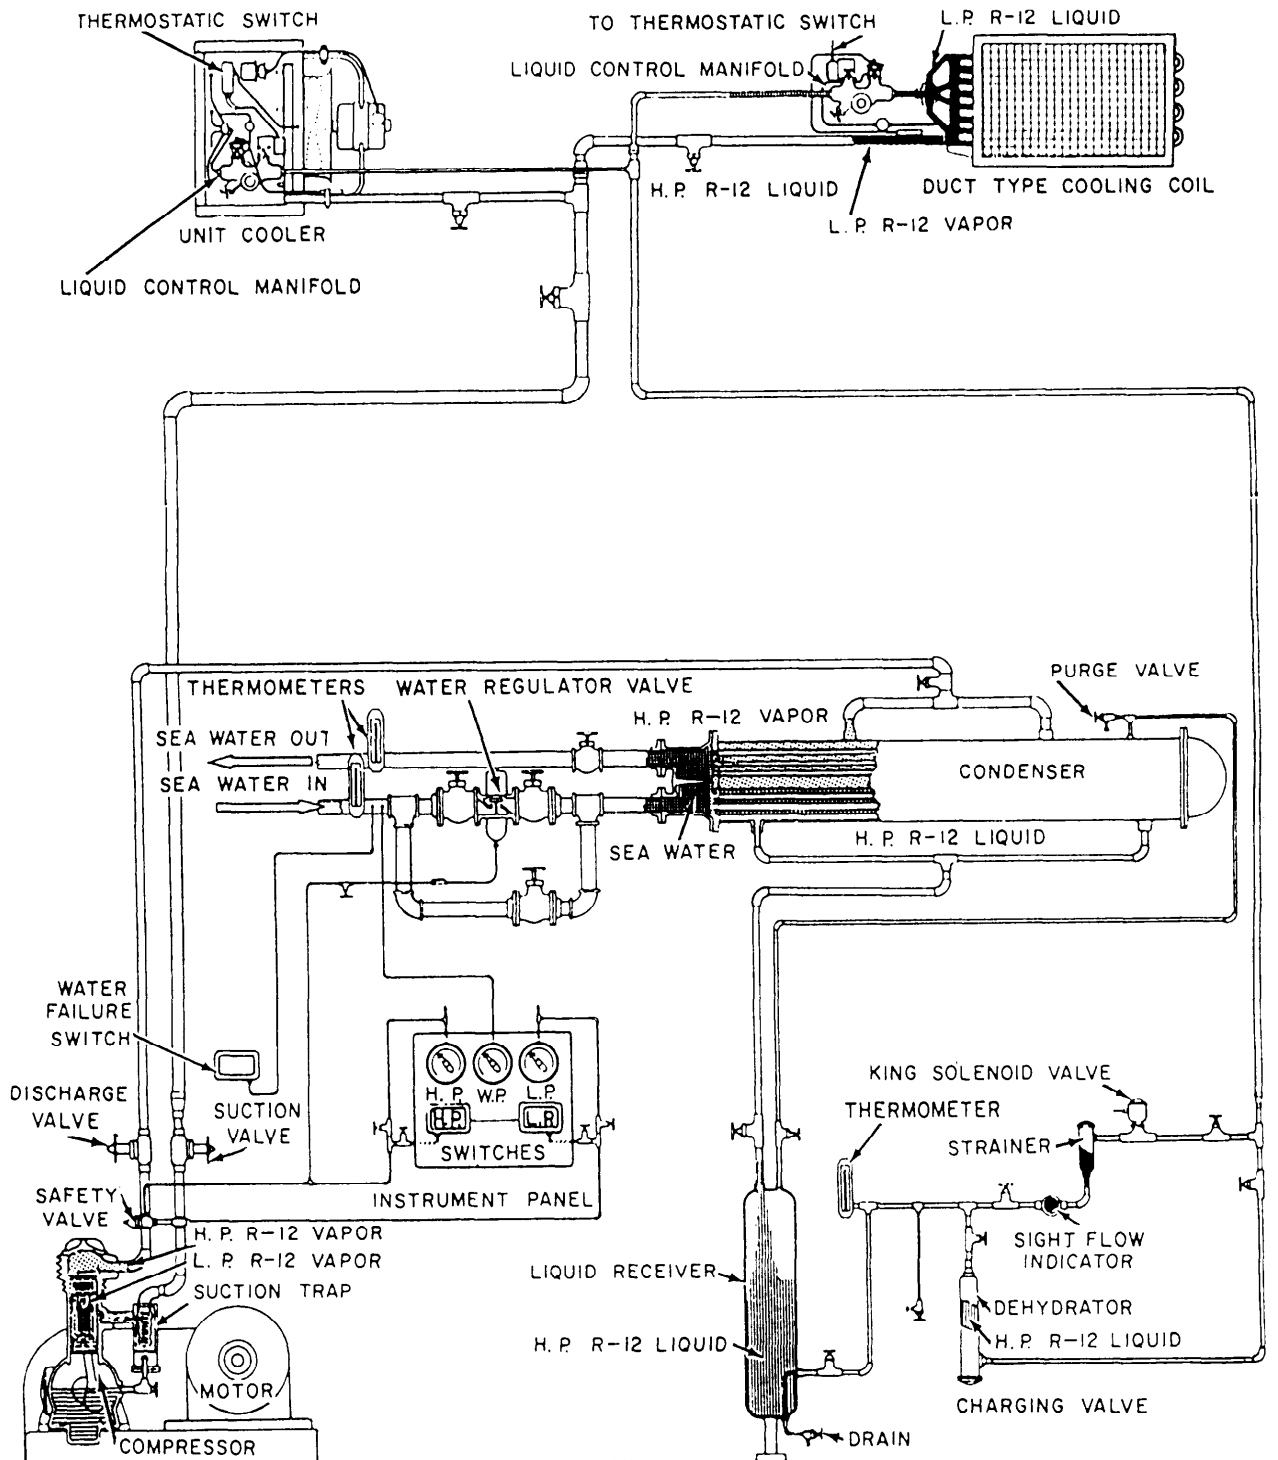 THERMOSTATIC SWITCH
TO THERMOSTATIC SWITCH
L.P. R-12 LIQUID
LIQUID CONTROL MANIFOLD
H.P. R-12 LIQUID
DUCT TYPE COOLING COIL
L.P. R-12 VAPOR
UNIT COOLER
LIQUID CONTROL MANIFOLD
PURGE VALVE
THERMOMETERS
WATER REGULATOR VALVE
H.P. R-12 VAPOR
SEA WATER OUT
SEA WATER IN
CONDENSER
SEA WATER
H.P. R-12 LIQUID
WATER
FAILURE
SWITCH
KING SOLENOID VALVE
DISCHARGE
VALVE
SUCTION
VALVE
H.P.
W.P.
L.P.
H.P.
L.P.
SWITCHES
THERMOMETER
STRAINER
SAFETY
VALVE
INSTRUMENT PANEL
H.P. R-12 VAPOR
L.P. R-12 VAPOR
SUCTION TRAP
LIQUID RECEIVER
SIGHT FLOW
INDICATOR
DEHYDRATOR
H.P. R-12 LIQUID
H.P. R-12 LIQUID
MOTOR
CHARGING VALVE
COMPRESSOR
DRAIN